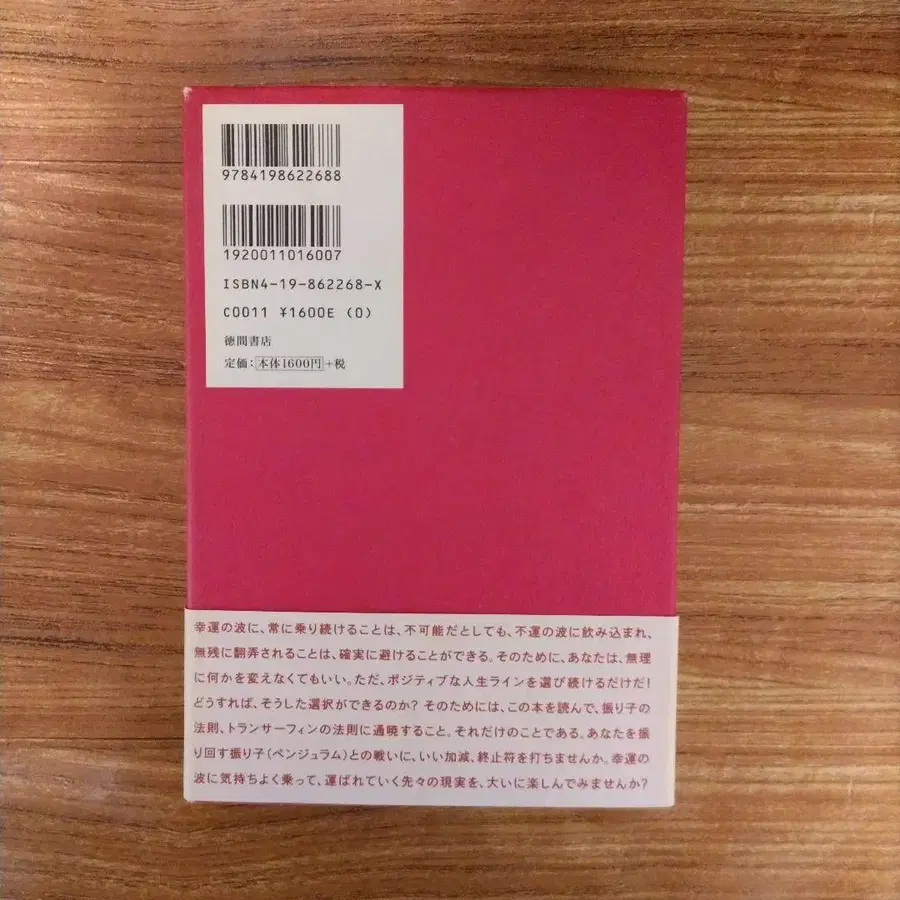 9784198622688
1920011016007
ISBN4-19-862268-X
C0011 ¥1600E (0)
徳間書店
定価：本体1600円+税
幸運の波に、常に乗り続けることは、不可能だとしても、不運の波に飲み込まれ、
無残に翻弄されることは、確実に避けることができる。そのために、あなたは、無理
に何かを変えなくてもいい。ただ、ポジティブな人生ラインを選び続けるだけだ！
どうすれば、そうした選択ができるのか？ そのためには、この本を読んで、振り子の
法則、トランサーフィンの法則に通暁すること。それだけのことである。あなたを振
り回す振り子（ペンジュラム）との戦いに、いい加減、終止符を打ちませんか。幸運の
波に気持ちよく乗って、運ばれていく先々の現実を、大いに楽しんでみませんか？